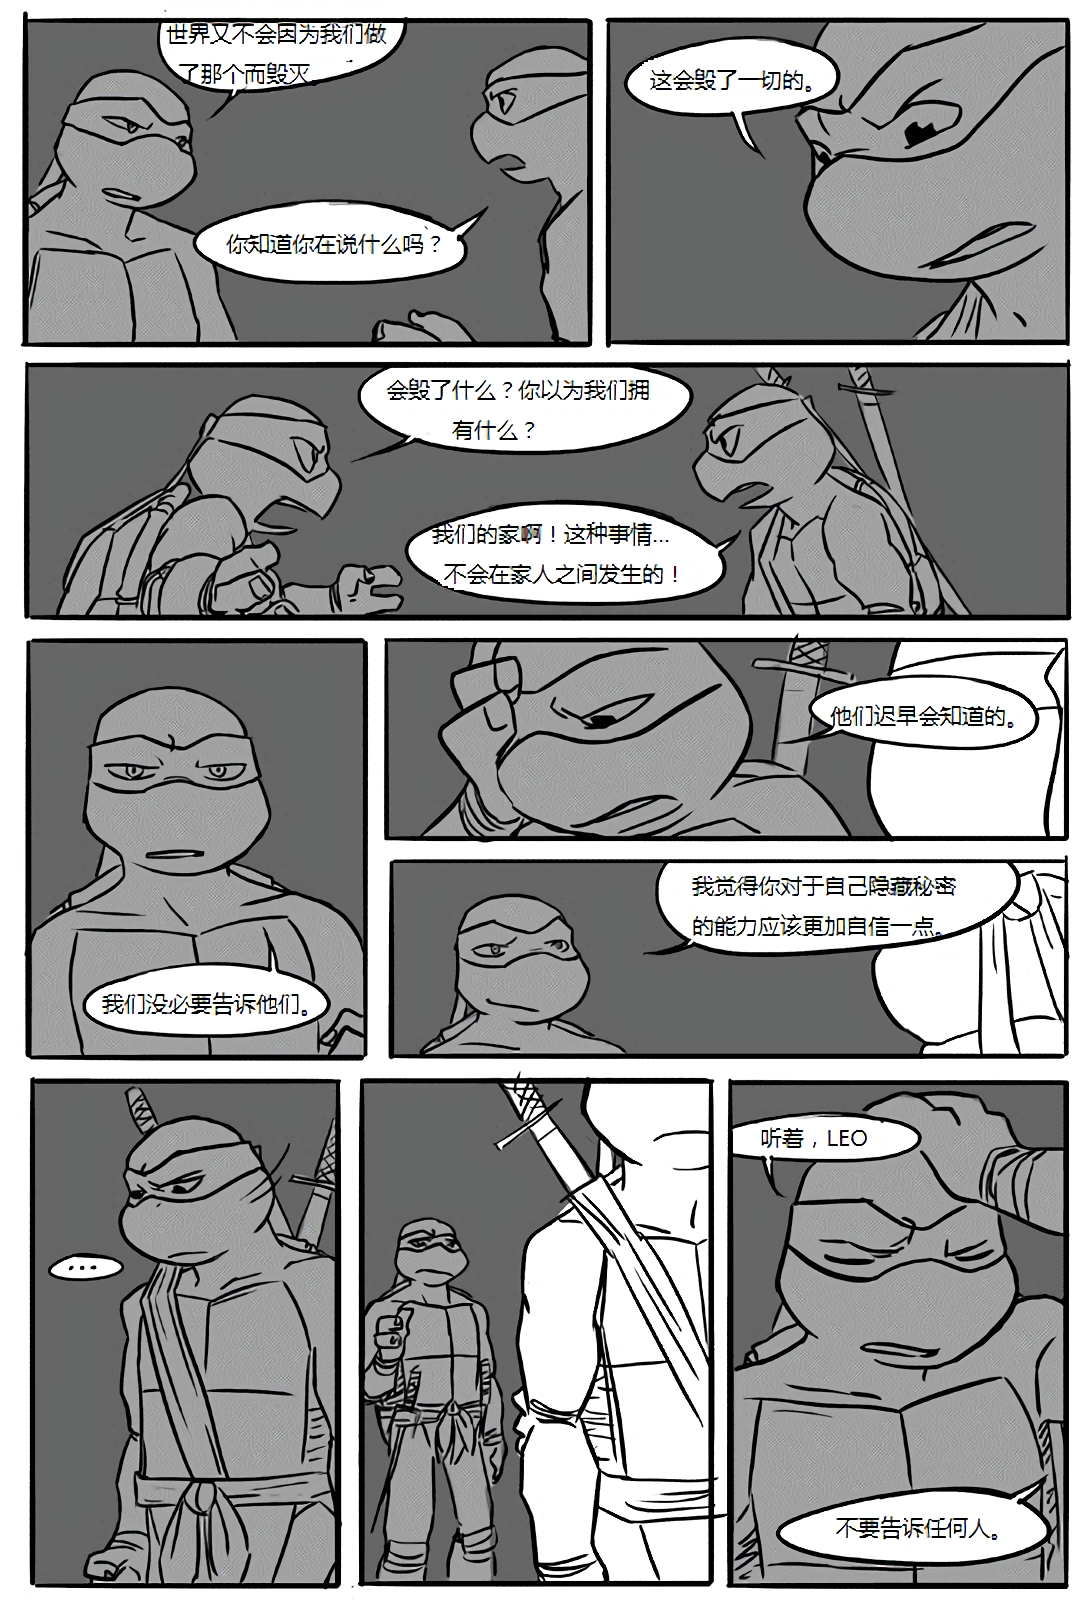 世界又不会因为我们做
了那个而毁灭。
你知道你在说什么吗？
这会毁了一切的。
会毁了什么？你以为我们拥
有什么？
我们的家啊！这种事情...
不会在家人之间发生的！
我们没必要告诉他们。
他们迟早会知道的。
我觉得你对于自己隐藏秘密
的能力应该更加自信一点。
...
听着，LEO
不要告诉任何人。